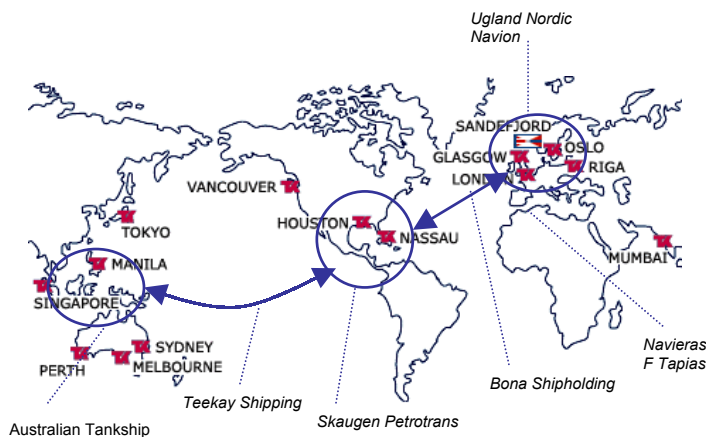 Ugland Nordic
Navion
SANDEFJORD
OSLO
GLASGOW
RIGA
LONDON
VANCOUVER
HOUSTON
NASSAU
TOKYO
MUMBAI
MANILA
SINGAPORE
SYDNEY
PERTH
MELBOURNE
Navieras
F Tapias
Bona Shipholding
Teekay Shipping
Skaugen Petrotrans
Australian Tankship